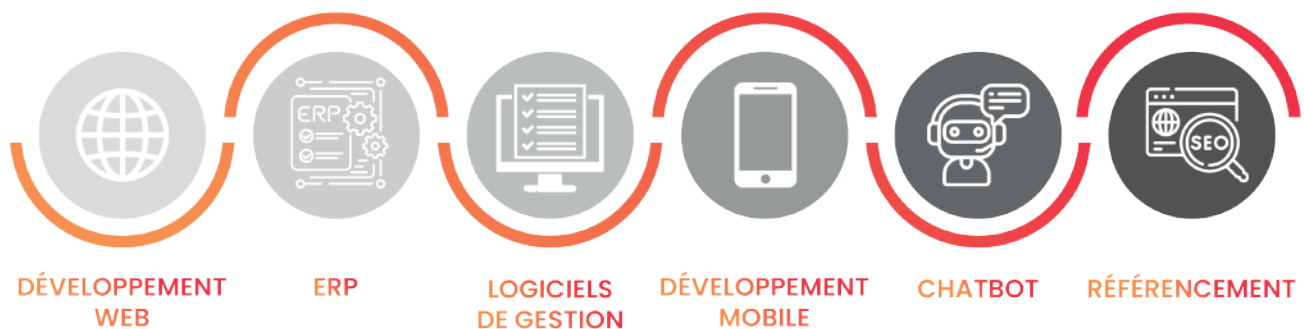 ERP
SEO
DÉVELOPPEMENT
WEB
ERP
LOGICIELS
DE GESTION
DÉVELOPPEMENT
MOBILE
CHATBOT
RÉFÉRENCEMENT